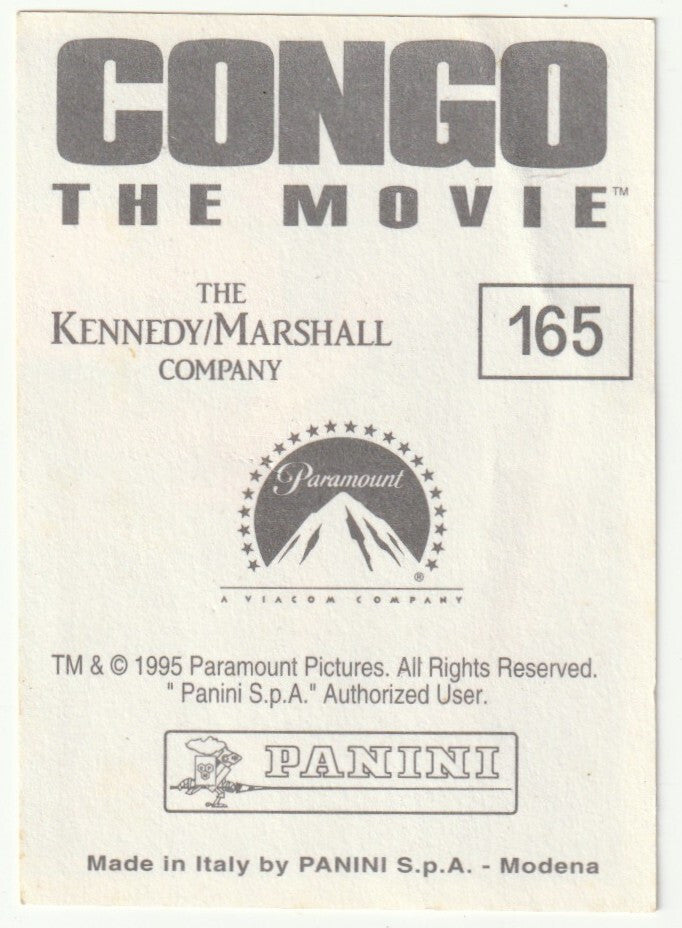 CONGO
THE MOVIE™
THE
KENNEDY/MARSHALL
COMPANY
165
Paramount
®
A VIACOM COMPANY
TM & © 1995 Paramount Pictures. All Rights Reserved.
" Panini S.p.A." Authorized User.
PANINI
Made in Italy by PANINI S.p.A. - Modena